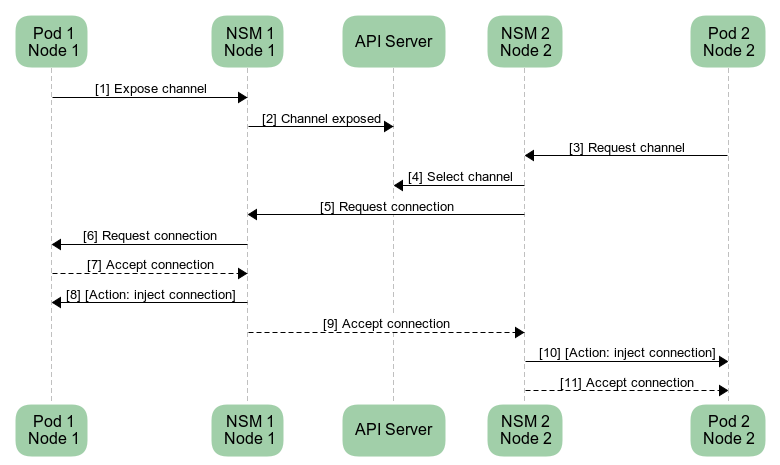 Pod 1
Node 1
NSM 1
Node 1
API Server
NSM 2
Node 2
Pod 2
Node 2
[1] Expose channel
[2] Channel exposed
[3] Request channel
[4] Select channel
[5] Request connection
[6] Request connection
[7] Accept connection
[8] [Action: inject connection]
[9] Accept connection
[10] [Action: inject connection]
[11] Accept connection
Pod 1
Node 1
NSM 1
Node 1
API Server
NSM 2
Node 2
Pod 2
Node 2